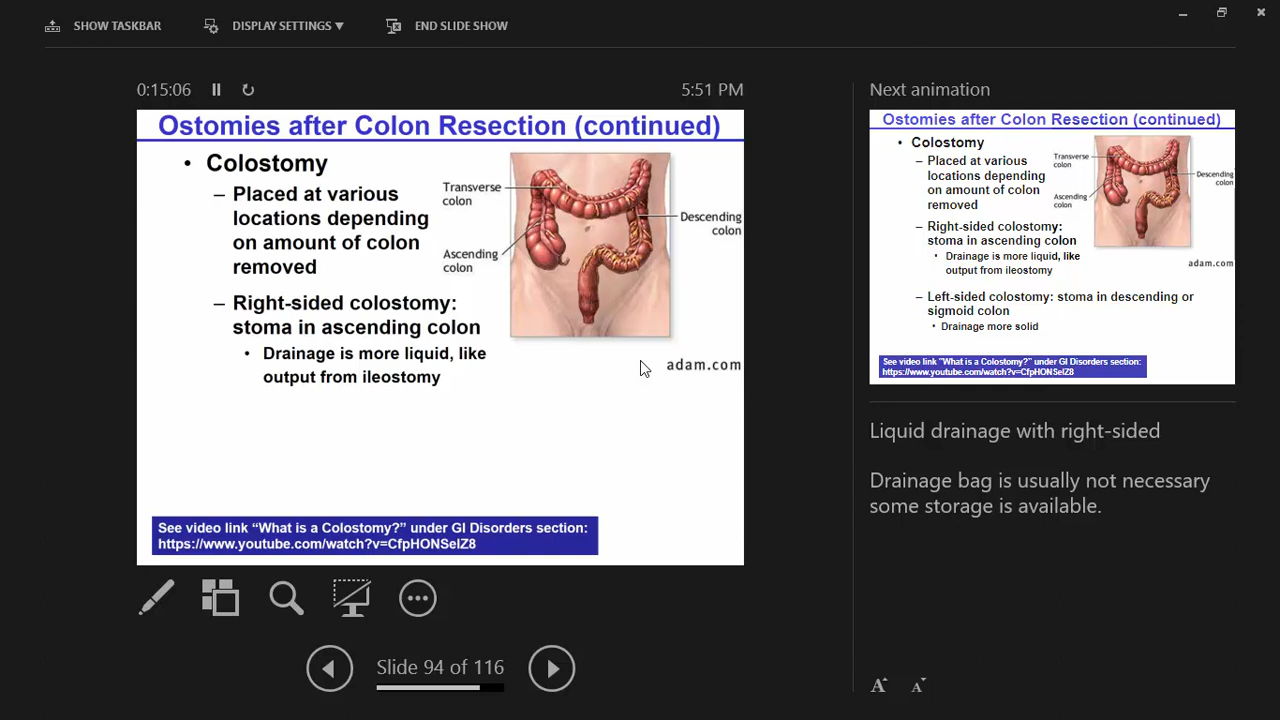 SHOW TASKBAR
DISPLAY SETTINGS ▼
END SLIDE SHOW
0:15:06
5:51 PM
Ostomies after Colon Resection (continued)
• Colostomy
– Placed at various
locations depending
on amount of colon
removed
– Right-sided colostomy:
stoma in ascending colon
• Drainage is more liquid, like
output from ileostomy
Transverse
colon
Ascending
colon
Descending
colon
adam.com
See video link “What is a Colostomy?” under GI Disorders section:
https://www.youtube.com/watch?v=CfpHONSeIZ8
Slide 94 of 116
Next animation
Ostomies after Colon Resection (continued)
• Colostomy
– Placed at various
locations depending
on amount of colon
removed
– Right-sided colostomy:
stoma in ascending colon
• Drainage is more liquid, like
output from ileostomy
– Left-sided colostomy: stoma in descending or
sigmoid colon
• Drainage more solid
Transverse
colon
Ascending
colon
Descending
colon
adam.com
See video link “What is a Colostomy?” under GI Disorders section:
https://www.youtube.com/watch?v=CfpHONSeIZ8
Liquid drainage with right-sided
Drainage bag is usually not necessary
some storage is available.
A A